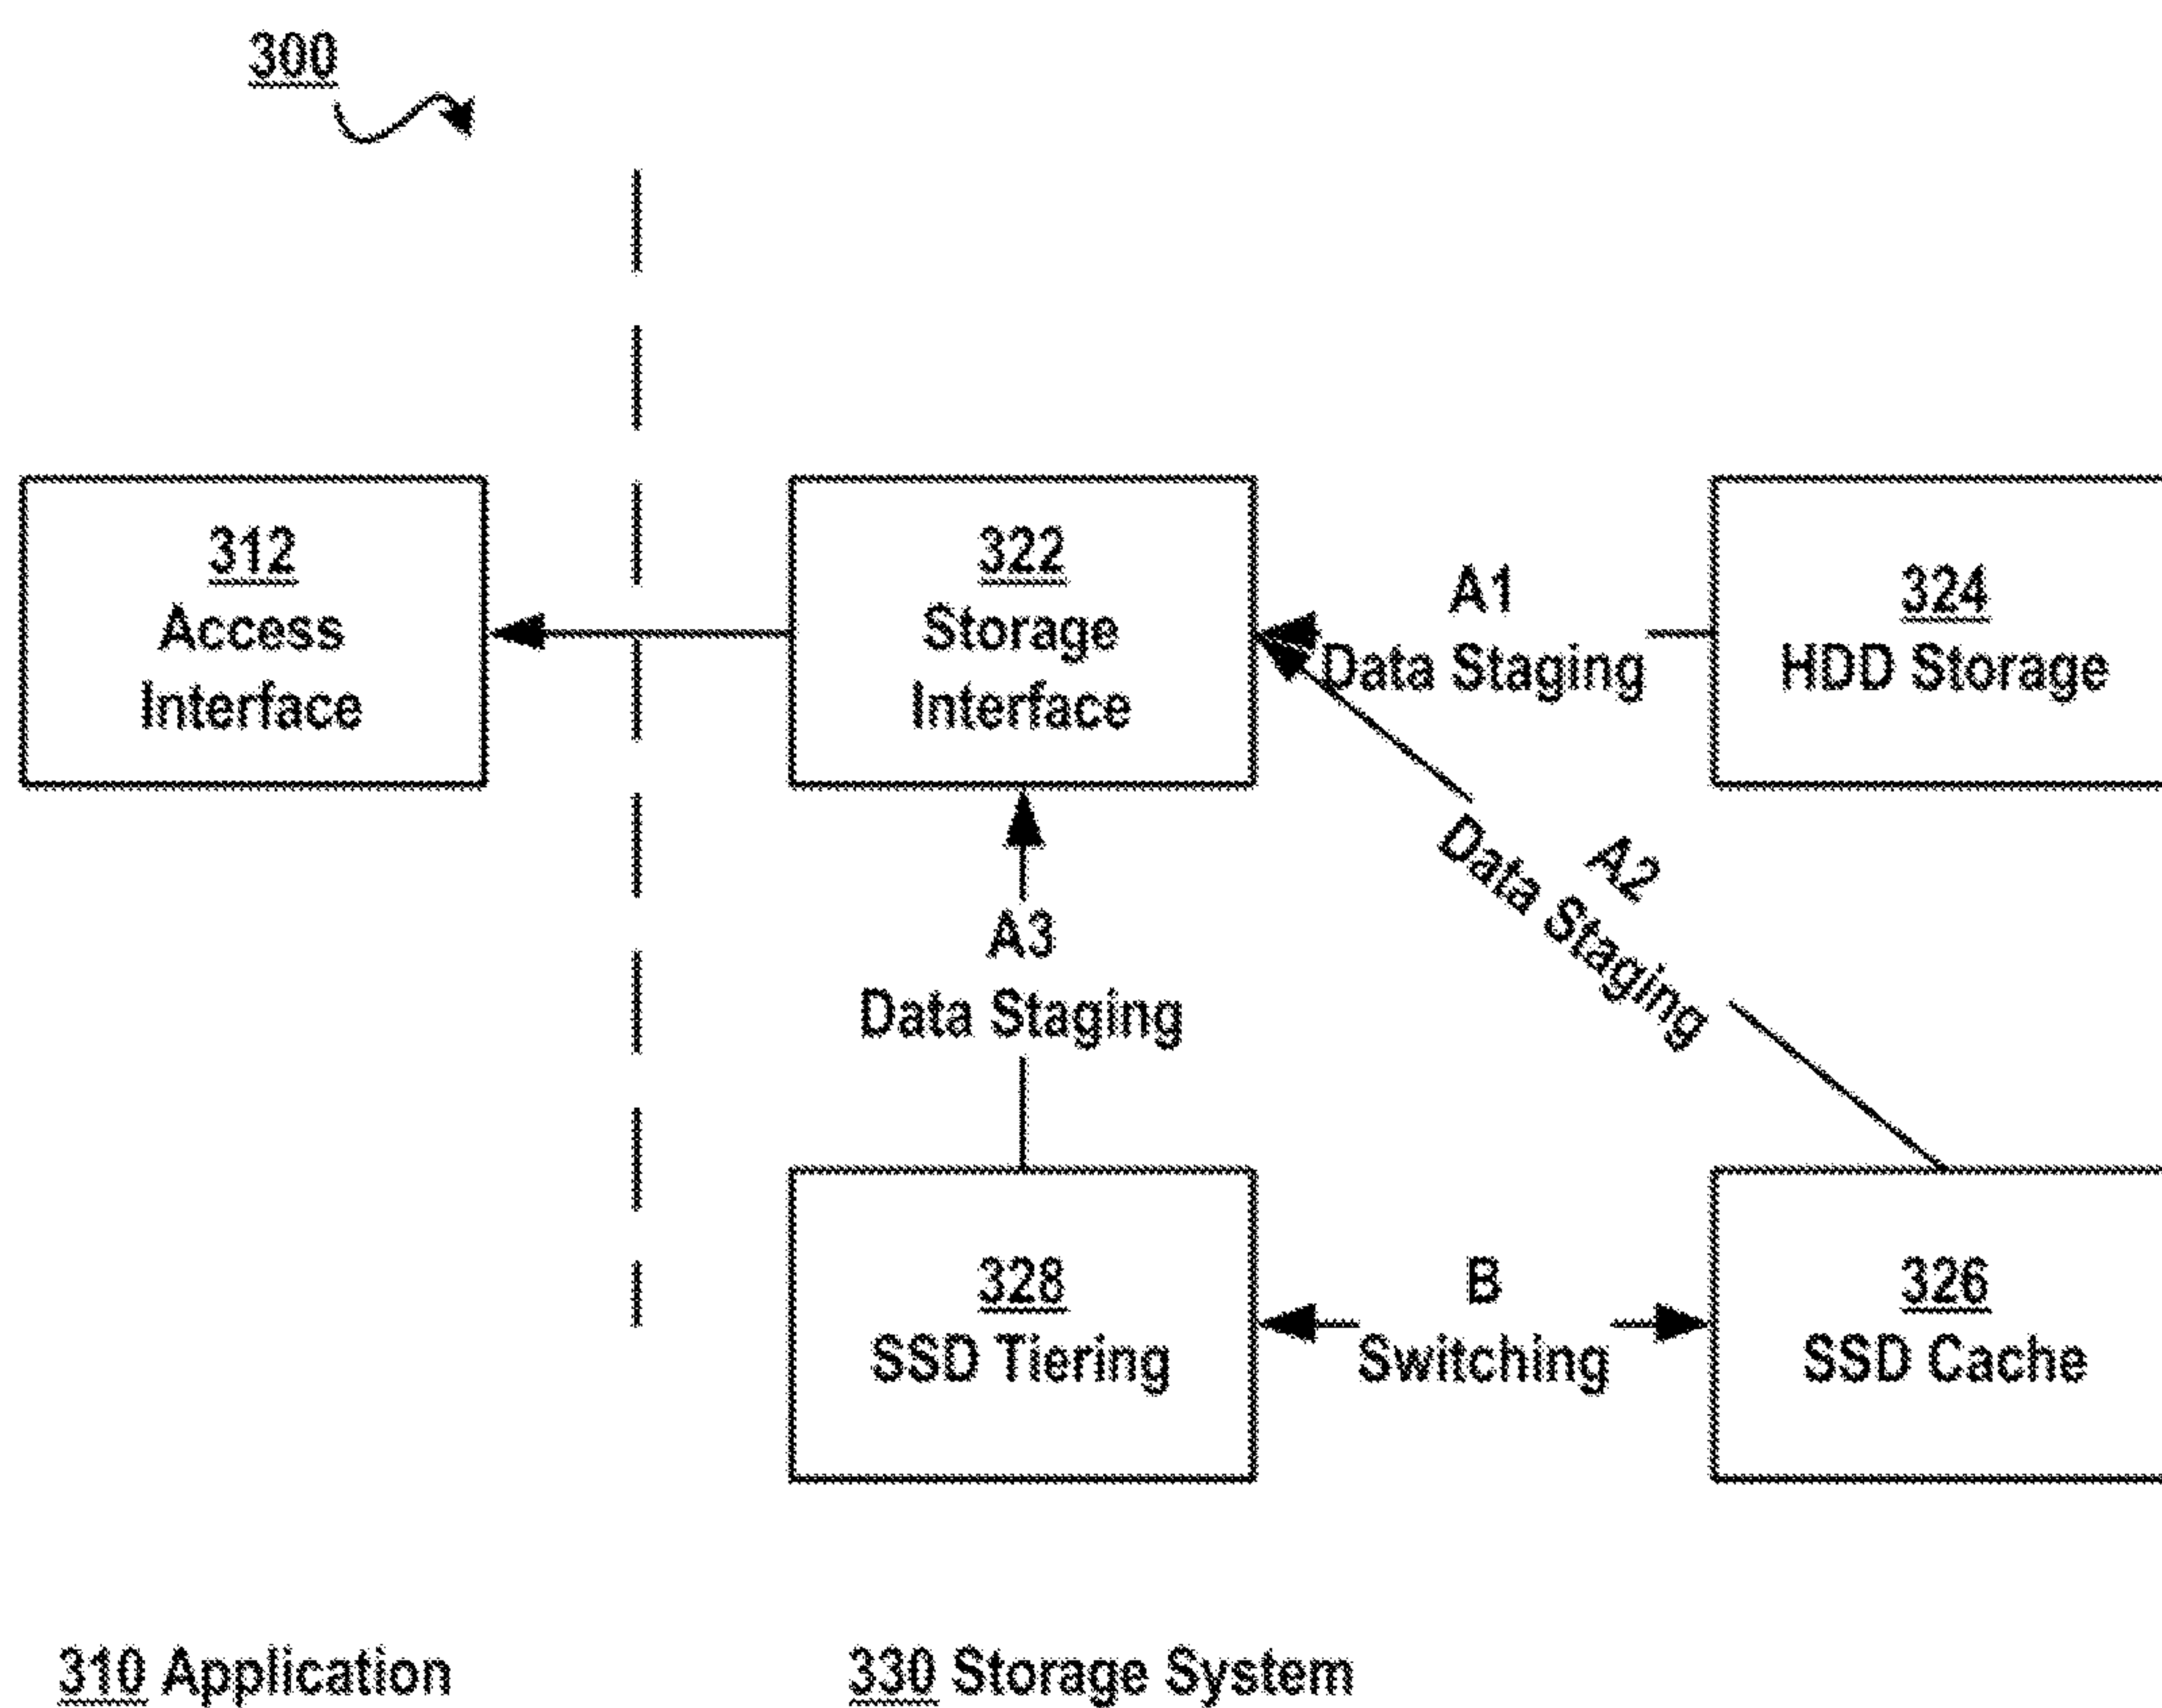 300
312
Access
Interface
322
Storage
Interface
A1
Data Staging
324
HDD Storage
A2
Data Staging
A3
Data Staging
328
SSD Tiering
B
Switching
326
SSD Cache
310 Application
330 Storage System